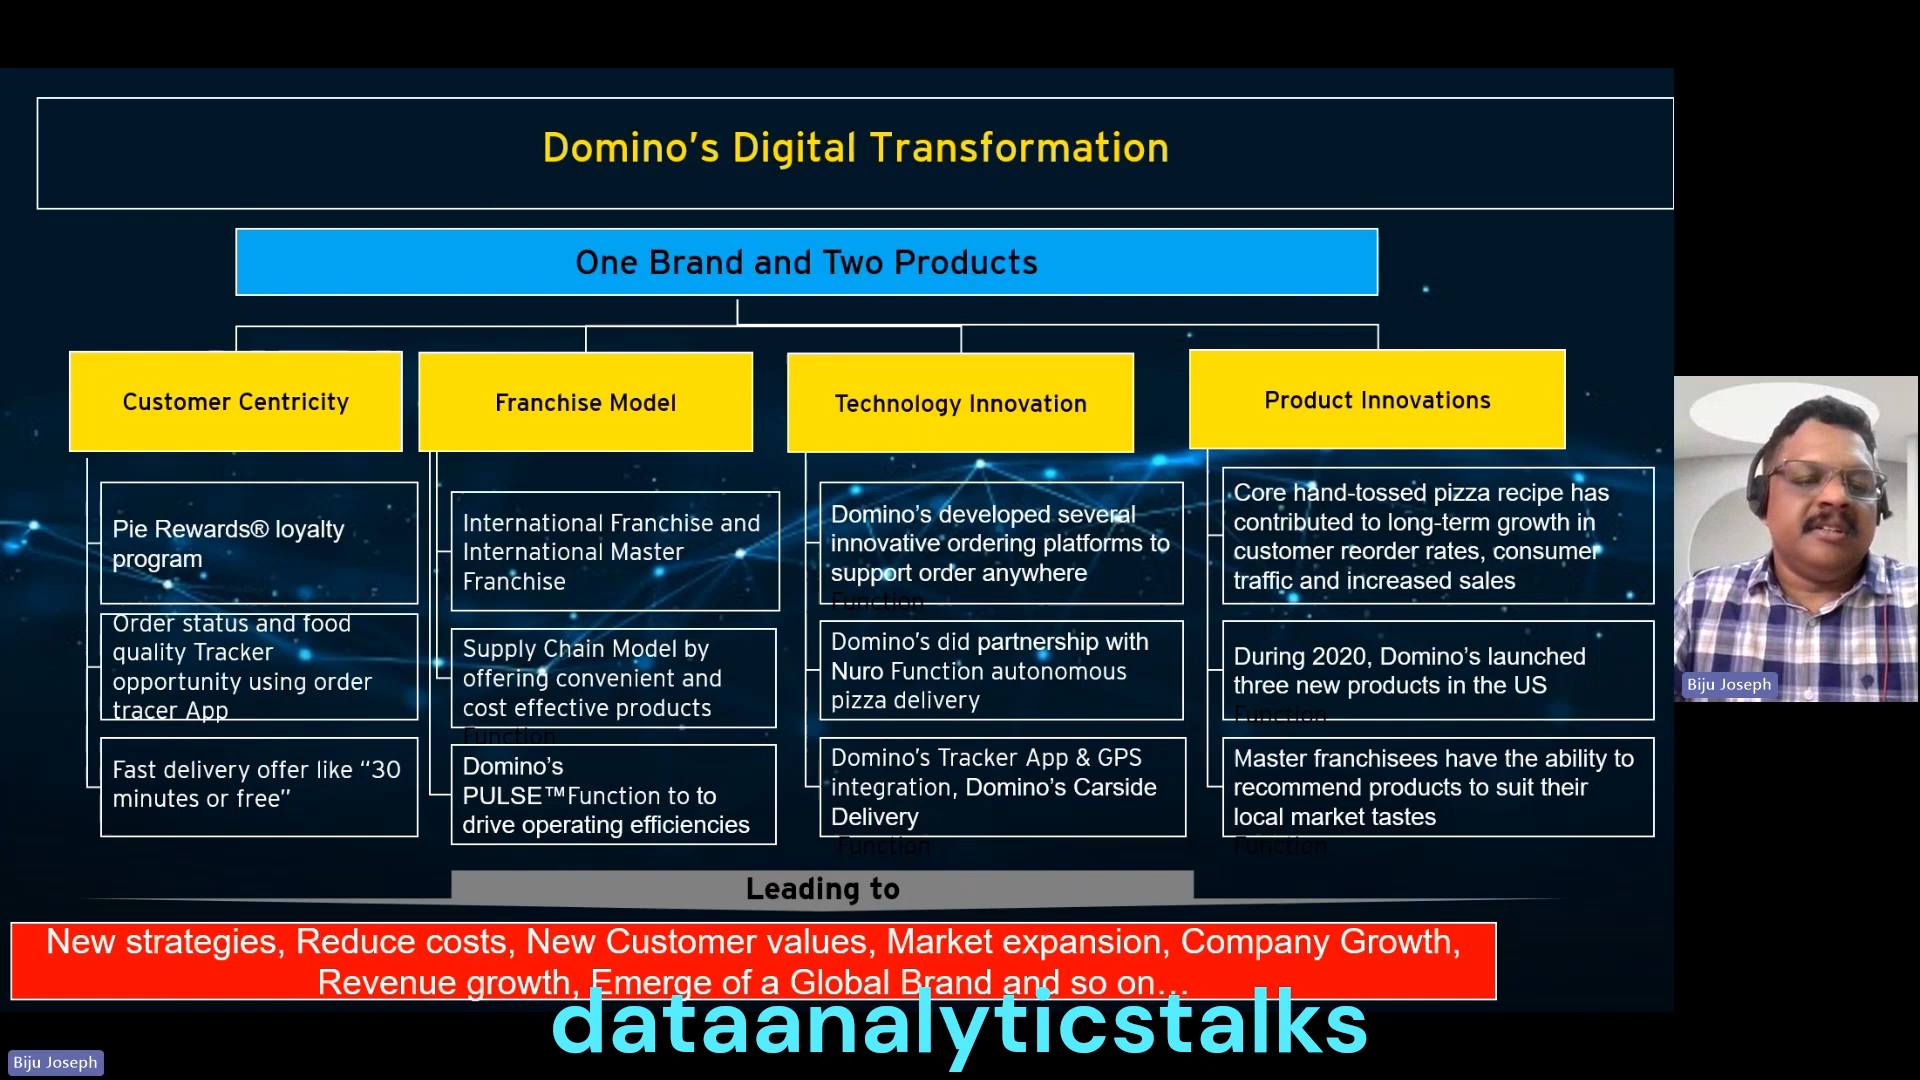 Domino's Digital Transformation
One Brand and Two Products
Customer Centricity
Franchise Model
Technology Innovation
Product Innovations
Pie Rewards® loyalty
program
Order status and food
quality Tracker
opportunity using order
tracer App
Fast delivery offer like “30
minutes or free”
International Franchise and
International Master
Franchise
Supply Chain Model by
offering convenient and
cost effective products
Function
Domino’s
PULSE™Function to to
drive operating efficiencies
Domino’s developed several
innovative ordering platforms to
support order anywhere
Function
Domino’s did partnership with
Nuro Function autonomous
pizza delivery
Domino’s Tracker App & GPS
integration, Domino’s Carside
Delivery
Function
Core hand-tossed pizza recipe has
contributed to long-term growth in
customer reorder rates, consumer
traffic and increased sales
During 2020, Domino’s launched
three new products in the US
Function
Master franchisees have the ability to
recommend products to suit their
local market tastes
Function
Leading to
New strategies, Reduce costs, New Customer values, Market expansion, Company Growth,
Revenue growth, Emerge of a Global Brand and so on...
dataanalyticstalks
Biju Joseph
Biju Joseph